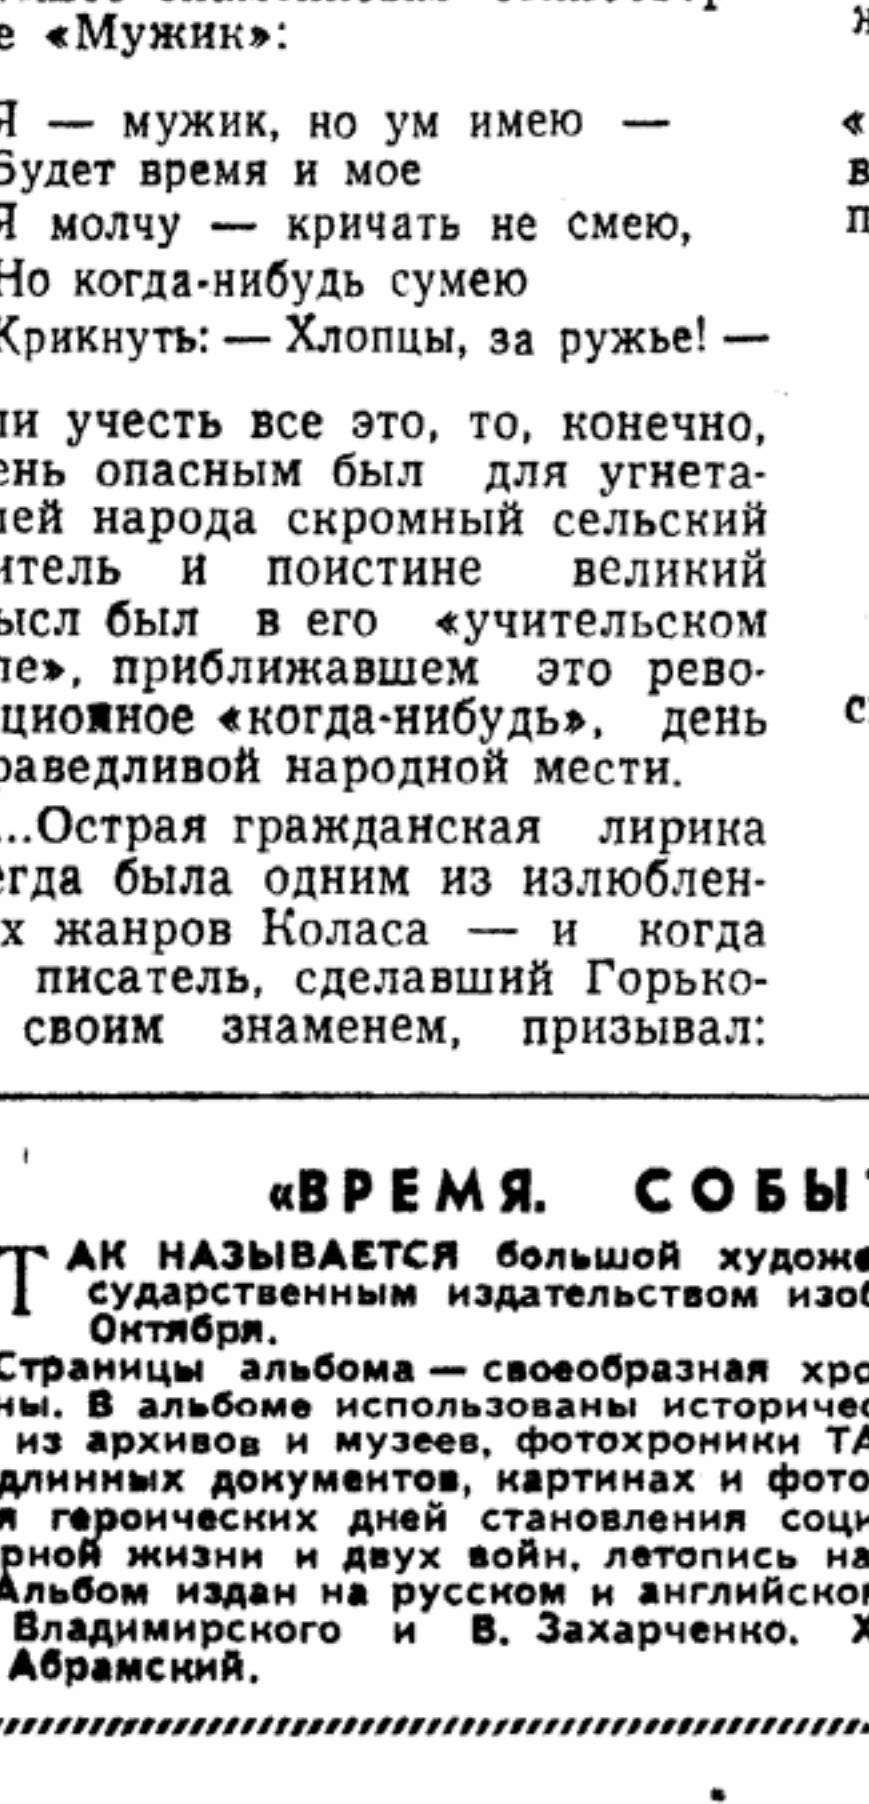 е «Мужик»:
Я — мужик, но ум имею —
Будет время и мое
Я молчу — кричать не смею,
Но когда-нибудь сумею
Крикнуть: — Хлопцы, за ружье! —
ли учесть все это, то, конечно,
ень опасным был для угнета-
лей народа скромный сельский
итель и поистине великий
ысл был в его «учительском
ле», приближавшем это рево-
ционное «когда-нибудь», день
раведливой народной мести.
...Острая гражданская лирика
егда была одним из излюблен-
х жанров Коласа — и когда
писатель, сделавший Горько-
своим знаменем, призывал:
«
в
п
с
«ВРЕМЯ. СОБЫ
ТАК НАЗЫВАЕТСЯ большой художе
сударственным издательством изоб
Октября.
Страницы альбома — своеобразная хро
ны. В альбоме использованы историчес
из архивов и музеев, фотохроники ТА
длинных документов, картинах и фото
я героических дней становления соци
рной жизни и двух войн, летопись на
Альбом издан на русском и английском
Владимирского и В. Захарченко. Х
Абрамский.